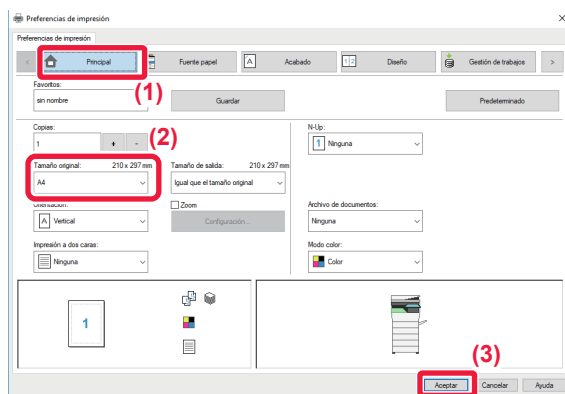 Preferencias de impresión
Preferencias de impresión
Principal
Fuente papel
A
Acabado
1 2
Diseño
Gestión de trabajos
Favoritos:
(1)
sin nombre
Guardar
Predeterminado
Copias:
N-Up:
1
+
-
(2)
1
Ninguna
Tamaño original:
210 x 297 mm
Tamaño de salida:
210 x 297 mm
A4
Igual que el tamaño original
Orientación:
Zoom
Archivo de documentos:
A
Vertical
Configuración...
Ninguna
Impresión a dos caras:
Modo color:
Ninguna
Color
1
(3)
Aceptar
Cancelar
Ayuda